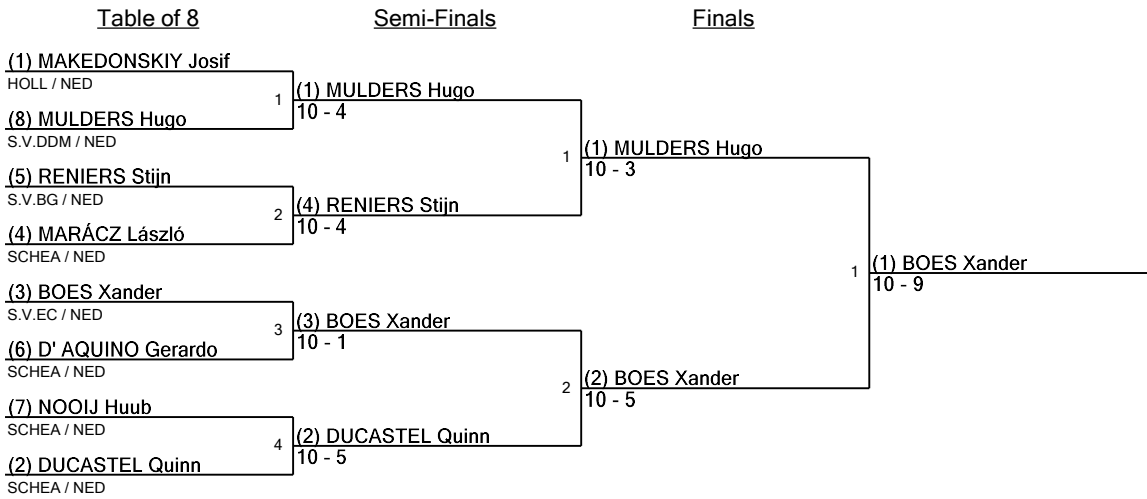 Table of 8
Semi-Finals
Finals
(1) MAKEDONSKIY Josif
HOLL / NED
1
(1) MULDERS Hugo
10 - 4
(8) MULDERS Hugo
S.V.DDM / NED
1
(1) MULDERS Hugo
10 - 3
(5) RENIERS Stijn
S.V.BG / NED
2
(4) RENIERS Stijn
10 - 4
(4) MARÁCZ László
SCHEA / NED
1
(1) BOES Xander
10 - 9
(3) BOES Xander
S.V.EC / NED
3
(3) BOES Xander
10 - 1
(6) D' AQUINO Gerardo
SCHEA / NED
2
(2) BOES Xander
10 - 5
(7) NOOIJ Huub
SCHEA / NED
4
(2) DUCASTEL Quinn
10 - 5
(2) DUCASTEL Quinn
SCHEA / NED